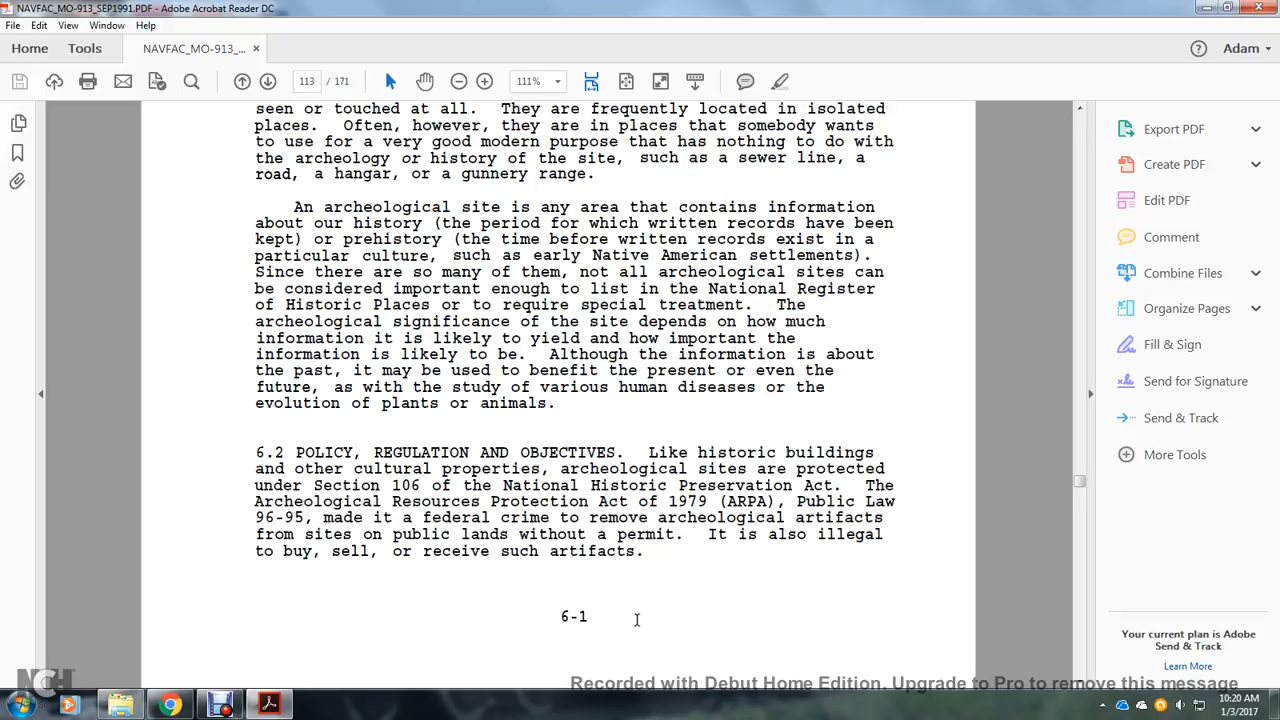 NAVFAC_MO-913_SEP1991.PDF - Adobe Acrobat Reader DC
File Edit View Window Help
Home Tools NAVFAC_MO-913_... × Adam
113 / 171 111%
seen or touched at all. They are frequently located in isolated
places. Often, however, they are in places that somebody wants
to use for a very good modern purpose that has nothing to do with
the archeology or history of the site, such as a sewer line, a
road, a hangar, or a gunnery range.
An archeological site is any area that contains information
about our history (the period for which written records have been
kept) or prehistory (the time before written records exist in a
particular culture, such as early Native American settlements).
Since there are so many of them, not all archeological sites can
be considered important enough to list in the National Register
of Historic Places or to require special treatment. The
archeological significance of the site depends on how much
information it is likely to yield and how important the
information is likely to be. Although the information is about
the past, it may be used to benefit the present or even the
future, as with the study of various human diseases or the
evolution of plants or animals.
6.2 POLICY, REGULATION AND OBJECTIVES. Like historic buildings
and other cultural properties, archeological sites are protected
under Section 106 of the National Historic Preservation Act. The
Archeological Resources Protection Act of 1979 (ARPA), Public Law
96-95, made it a federal crime to remove archeological artifacts
from sites on public lands without a permit. It is also illegal
to buy, sell, or receive such artifacts.
6-1
Export PDF
Create PDF
Edit PDF
Comment
Combine Files
Organize Pages
Fill & Sign
Send for Signature
Send & Track
More Tools
Your current plan is Adobe
Send & Track
Learn More
NCH
Recorded with Debut Home Edition. Upgrade to Pro to remove this message
10:20 AM
1/3/2017